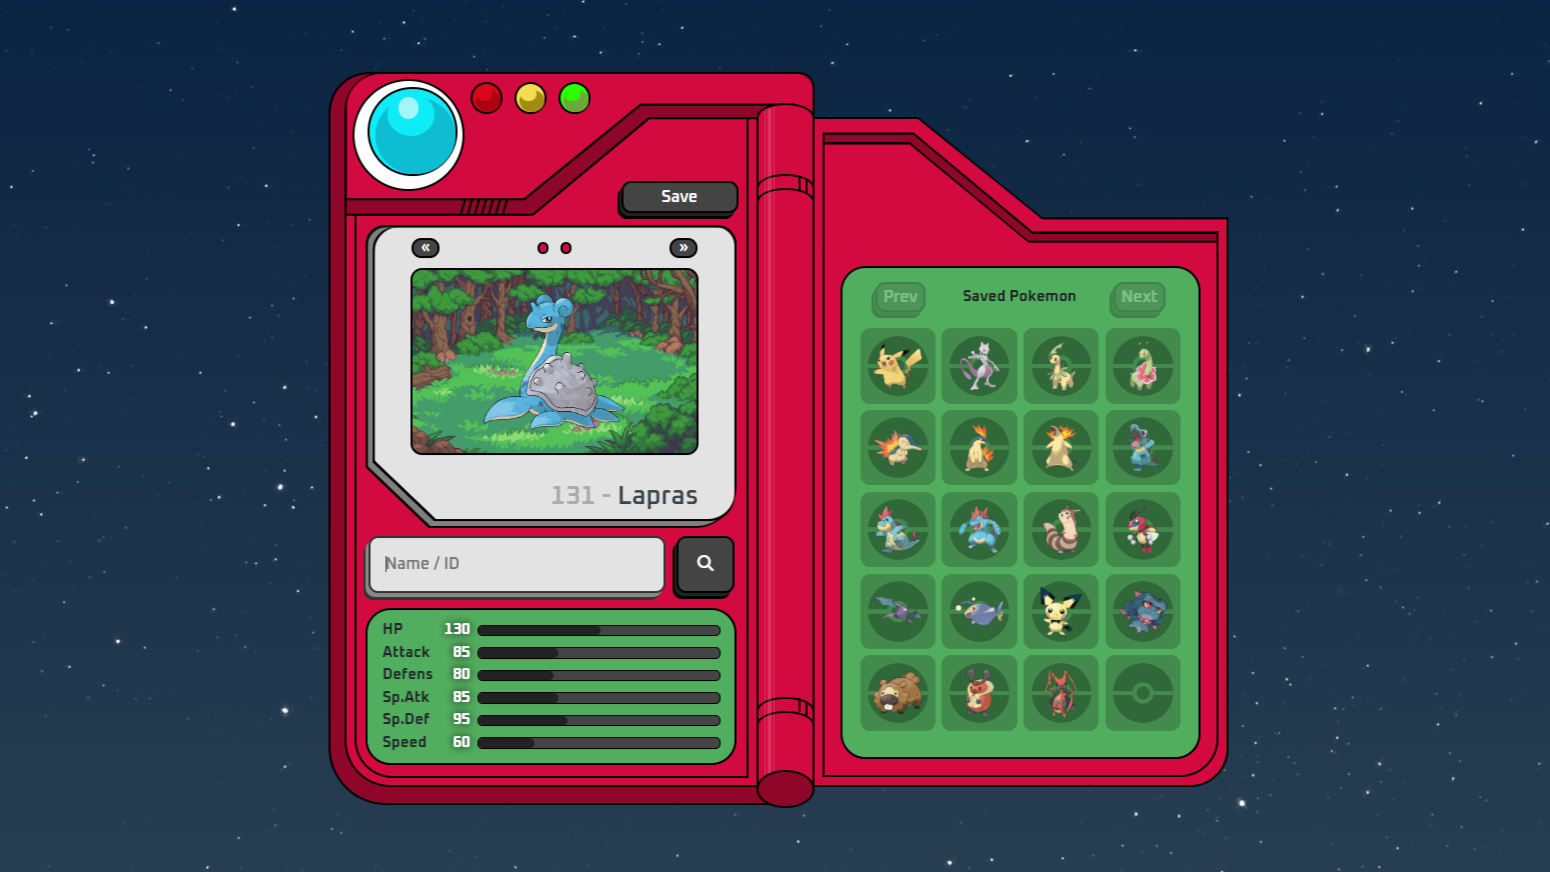 Save
«
»
131 - Lapras
Name / ID
HP 130
Attack 85
Defens 80
Sp.Atk 85
Sp.Def 95
Speed 60
Prev Saved Pokemon Next